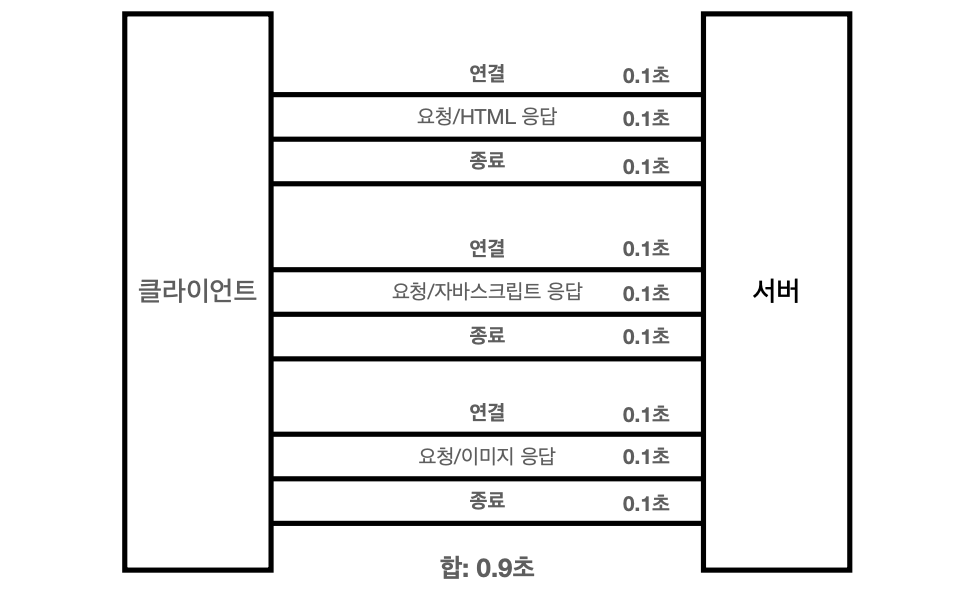 연결 0.1초
요청/HTML 응답 0.1초
종료 0.1초
연결 0.1초
클라이언트 요청/자바스크립트 응답 0.1초 서버
종료 0.1초
연결 0.1초
요청/이미지 응답 0.1초
종료 0.1초
합: 0.9초